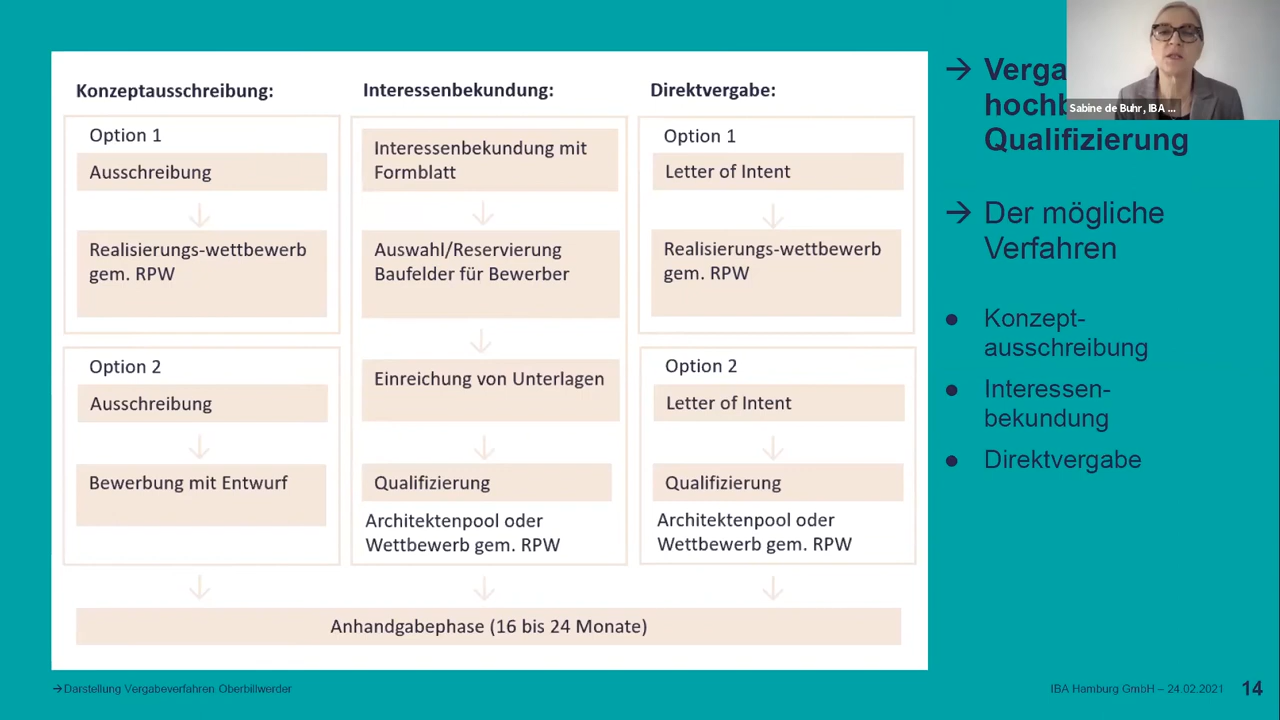 Konzeptausschreibung:
Option 1
Ausschreibung
Realisierungs-wettbewerb
gem. RPW
Option 2
Ausschreibung
Bewerbung mit Entwurf
Interessenbekundung:
Interessenbekundung mit
Formblatt
Auswahl/Reservierung
Baufelder für Bewerber
Einreichung von Unterlagen
Qualifizierung
Architektenpool oder
Wettbewerb gem. RPW
Direktvergabe:
Option 1
Letter of Intent
Realisierungs-wettbewerb
gem. RPW
Option 2
Letter of Intent
Qualifizierung
Architektenpool oder
Wettbewerb gem. RPW
Anhandgabephase (16 bis 24 Monate)
→
Qualifizierung
→ Der mögliche
Verfahren
● Konzept-
ausschreibung
● Interessen-
bekundung
● Direktvergabe
Sabine de Buhr, IBA ...
→Darstellung Vergabeverfahren Oberbillwerder
IBA Hamburg GmbH – 24.02.2021 14